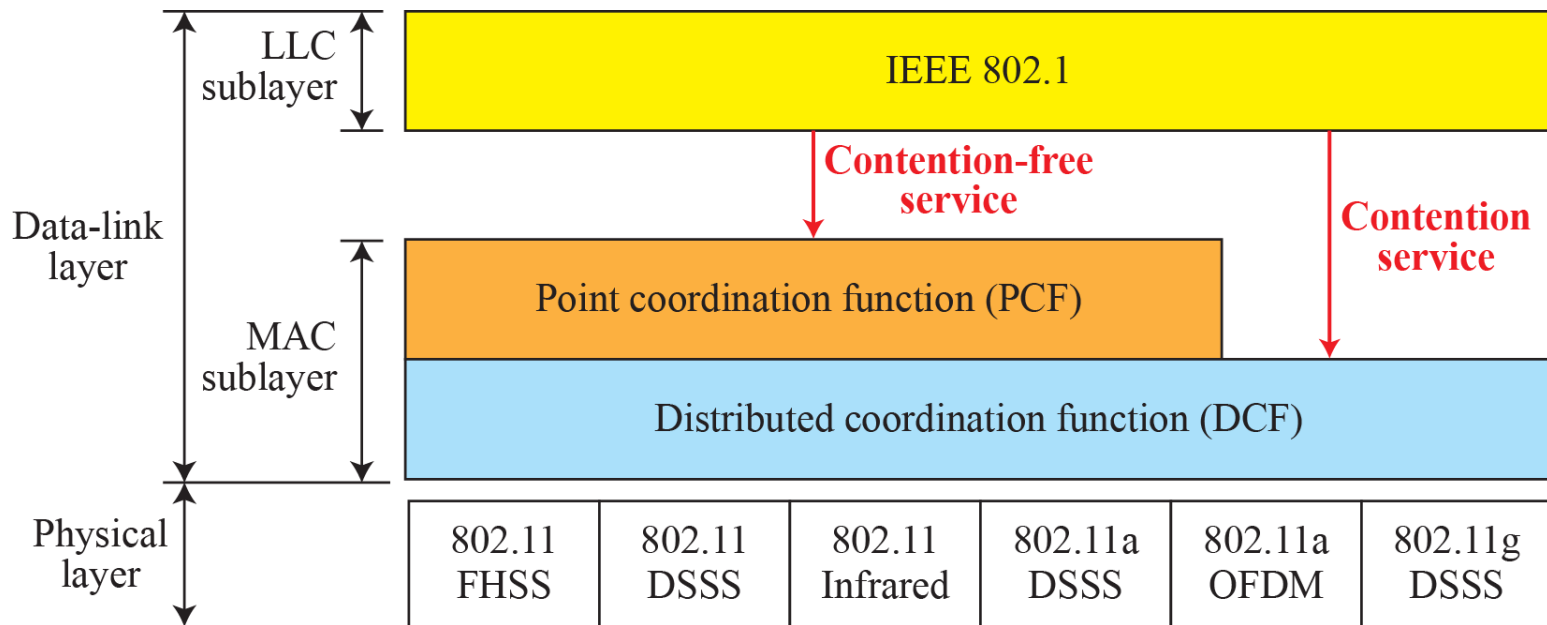 LLC
sublayer
IEEE 802.1
Contention-free
service
Contention
service
Data-link
layer
MAC
sublayer
Point coordination function (PCF)
Distributed coordination function (DCF)
Physical
layer
802.11
FHSS
802.11
DSSS
802.11
Infrared
802.11a
DSSS
802.11a
OFDM
802.11g
DSSS